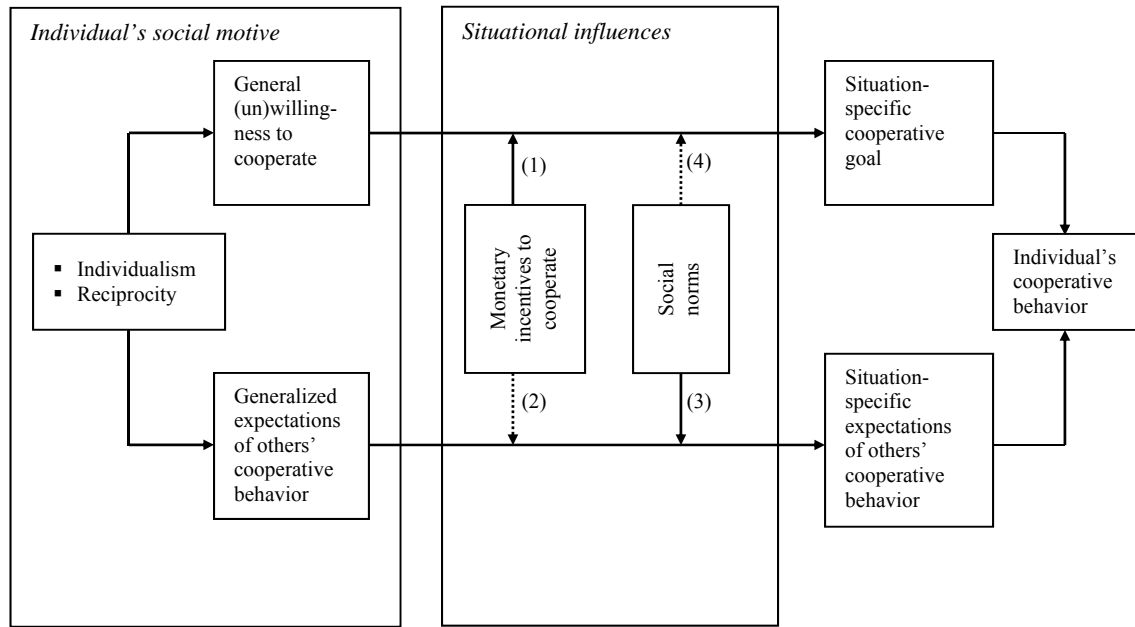 Individual's social motive
General
(un)willing-
ness to
cooperate
▪ Individualism
▪ Reciprocity
Generalized
expectations
of others'
cooperative
behavior
Situational influences
(1)
(4)
Monetary
incentives to
cooperate
Social
norms
(2)
(3)
Situation-
specific
cooperative
goal
Situation-
specific
expectations
of others'
cooperative
behavior
Individual's
cooperative
behavior